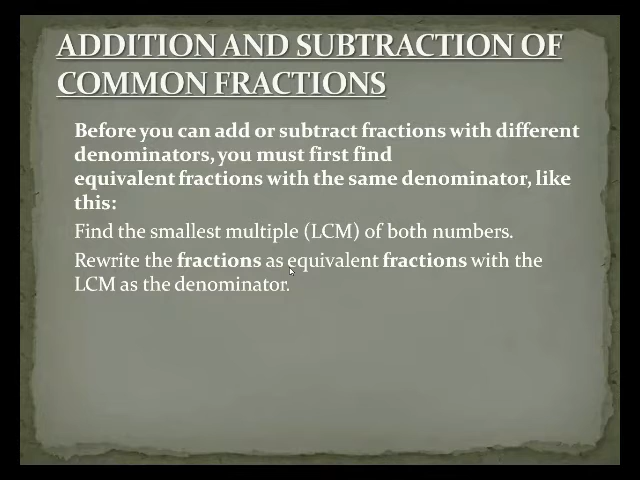 ADDITION AND SUBTRACTION OF
COMMON FRACTIONS
Before you can add or subtract fractions with different
denominators, you must first find
equivalent fractions with the same denominator, like
this:
Find the smallest multiple (LCM) of both numbers.
Rewrite the fractions as equivalent fractions with the
LCM as the denominator.